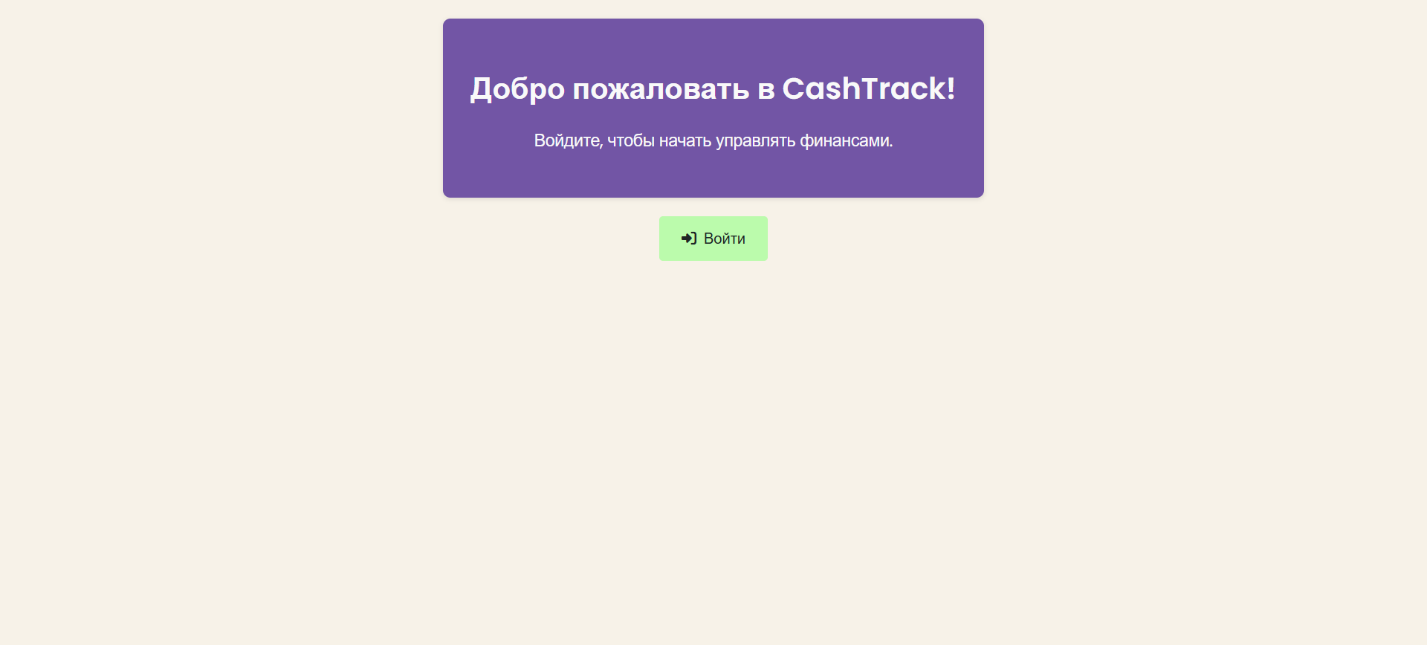 Добро пожаловать в CashTrack!
Войдите, чтобы начать управлять финансами.
Войти